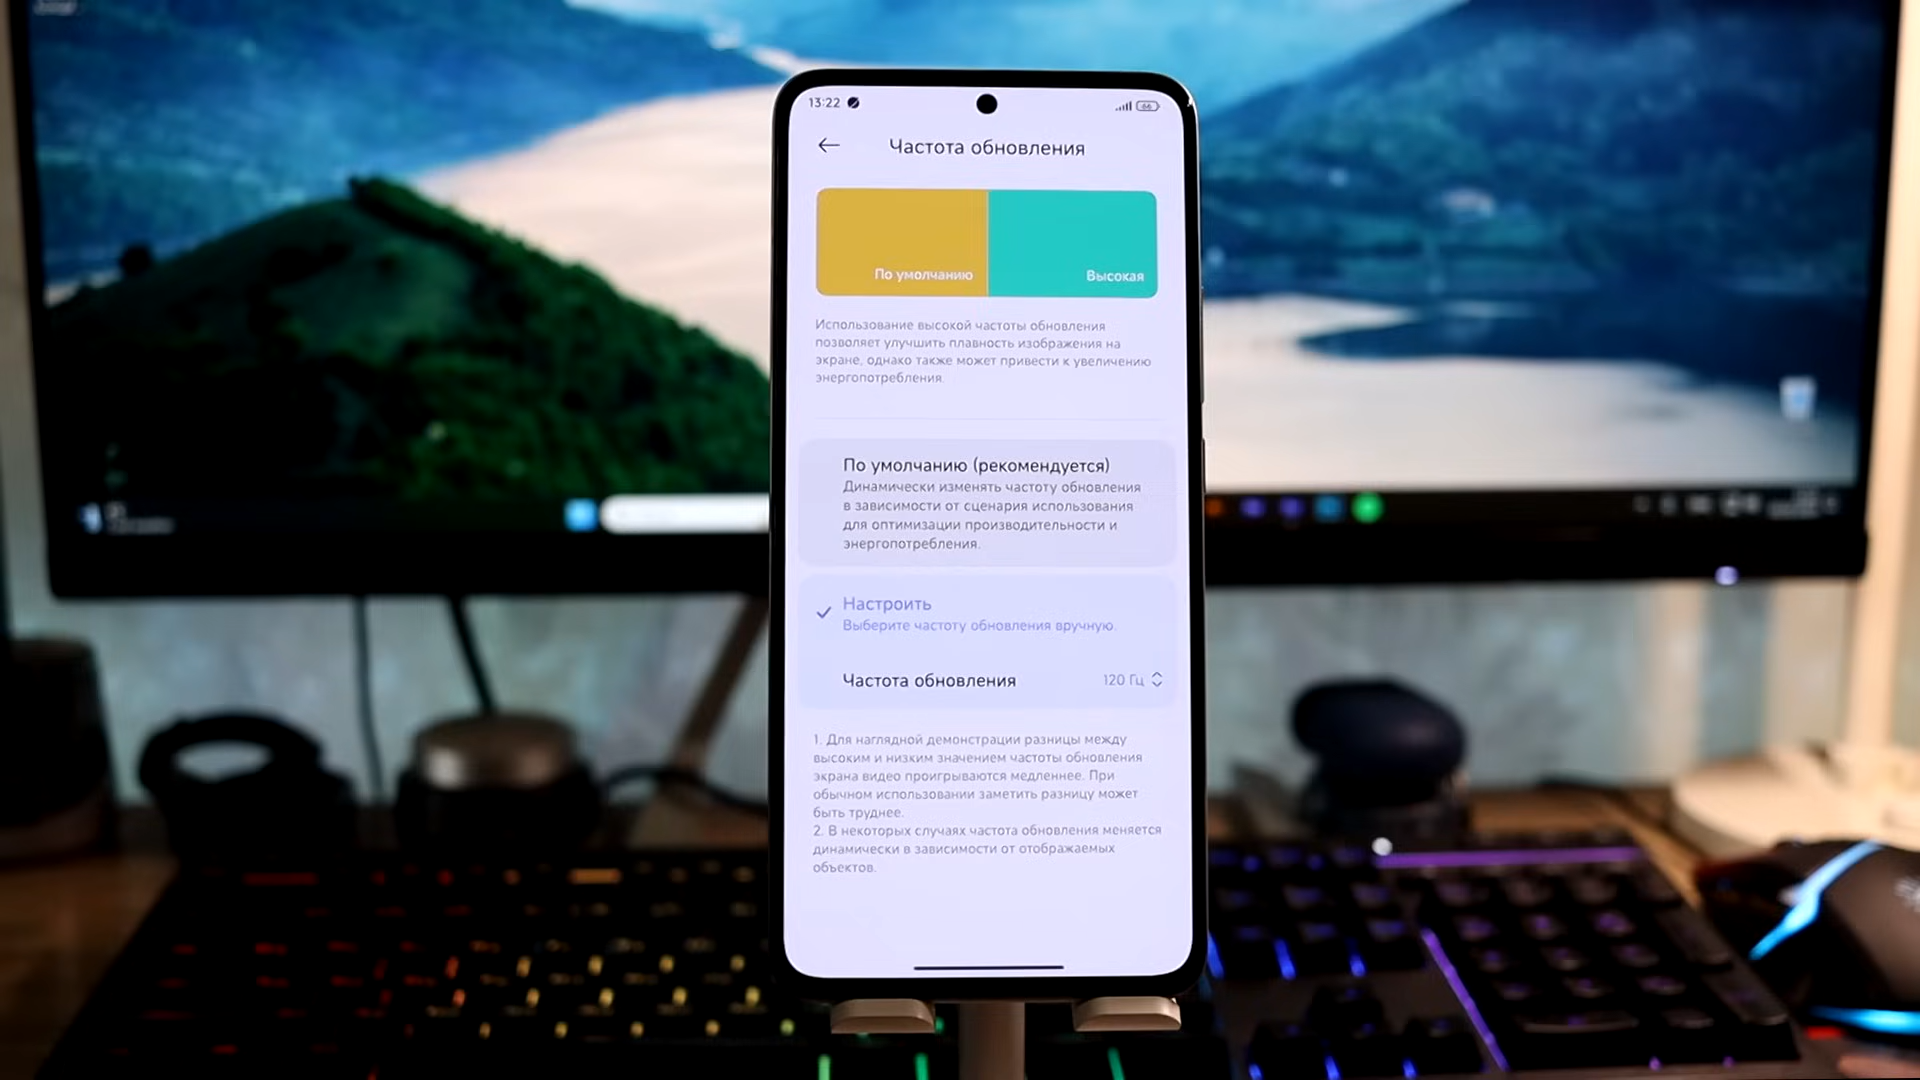 13:22
66
Частота обновления
По умолчанию
Высокая
Использование высокой частоты обновления
позволяет улучшить плавность изображения на
экране, однако также может привести к увеличению
энергопотребления.
По умолчанию (рекомендуется)
Динамически изменять частоту обновления
в зависимости от сценария использования
для оптимизации производительности и
энергопотребления.
Настроить
Выберите частоту обновления вручную.
Частота обновления
120 Гц
1. Для наглядной демонстрации разницы между
высоким и низким значением частоты обновления
экрана видео проигрываются медленнее. При
обычном использовании заметить разницу может
быть труднее.
2. В некоторых случаях частота обновления меняется
динамически в зависимости от отображаемых
объектов.